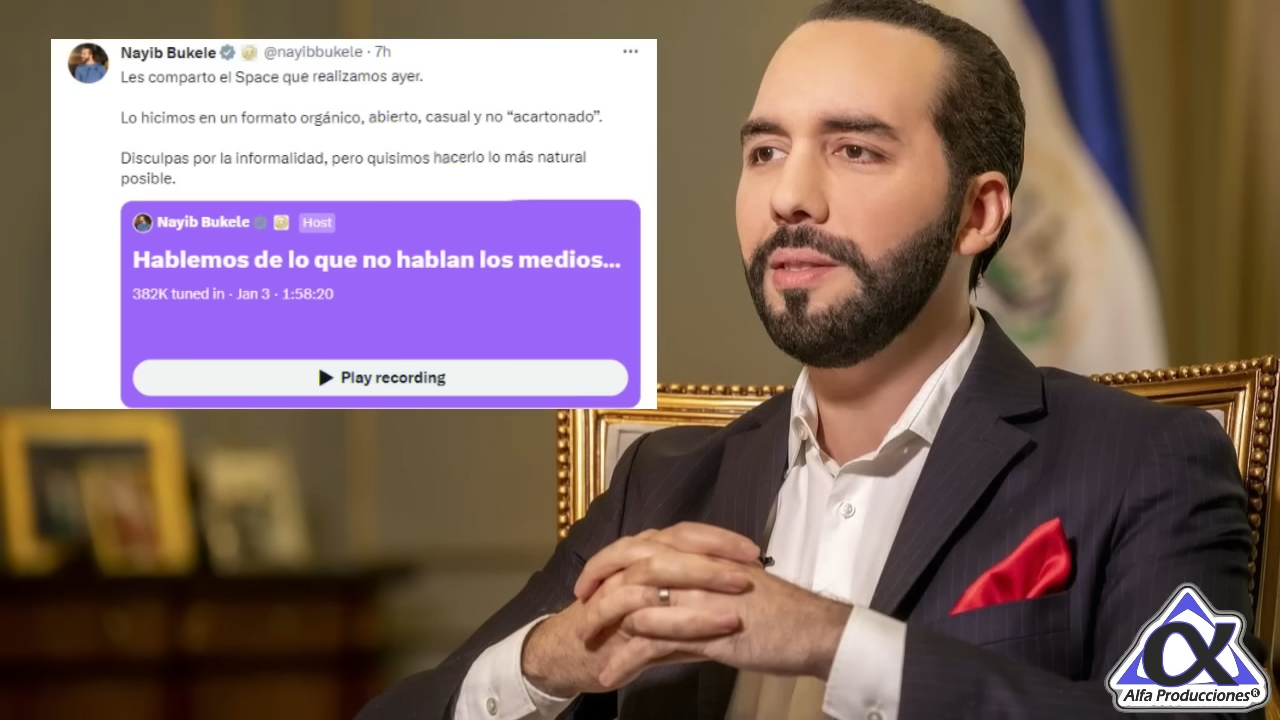 Nayib Bukele @nayibbukele · 7h
Les comparto el Space que realizamos ayer.
Lo hicimos en un formato orgánico, abierto, casual y no “acartonado”.
Disculpas por la informalidad, pero quisimos hacerlo lo más natural
posible.
Nayib Bukele Host
Hablemos de lo que no hablan los medios...
382K tuned in · Jan 3 · 1:58:20
Play recording
α
Alfa Producciones®